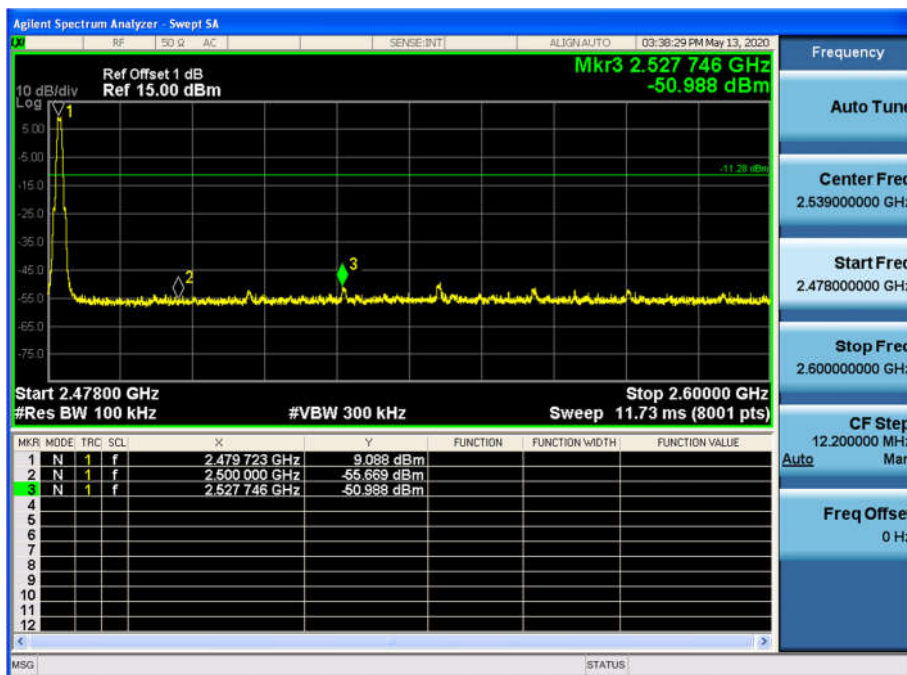 Agilent Spectrum Analyzer - Swept SA
LXI RF 50 Ω AC SENSE:INT ALIGN AUTO 03:38:29 PM May 13, 2020
Frequency
Mkr3 2.527 746 GHz
-50.988 dBm
Ref Offset 1 dB
10 dB/div Ref 15.00 dBm
Log
1
5.00
-5.00
-11.28 dBm
-15.0
-25.0
-35.0
-45.0
2
3
-55.0
-65.0
-75.0
Start 2.47800 GHz Stop 2.60000 GHz
#Res BW 100 kHz #VBW 300 kHz Sweep 11.73 ms (8001 pts)
MKR MODE TRC SCL X Y FUNCTION FUNCTION WIDTH FUNCTION VALUE
1 N 1 f 2.479 723 GHz 9.088 dBm
2 N 1 f 2.500 000 GHz -55.669 dBm
3 N 1 f 2.527 746 GHz -50.988 dBm
4
5
6
7
8
9
10
11
12
MSG STATUS
Auto Tune
Center Freq
2.539000000 GHz
Start Freq
2.478000000 GHz
Stop Freq
2.600000000 GHz
CF Step
12.200000 MHz
Auto Man
Freq Offset
0 Hz